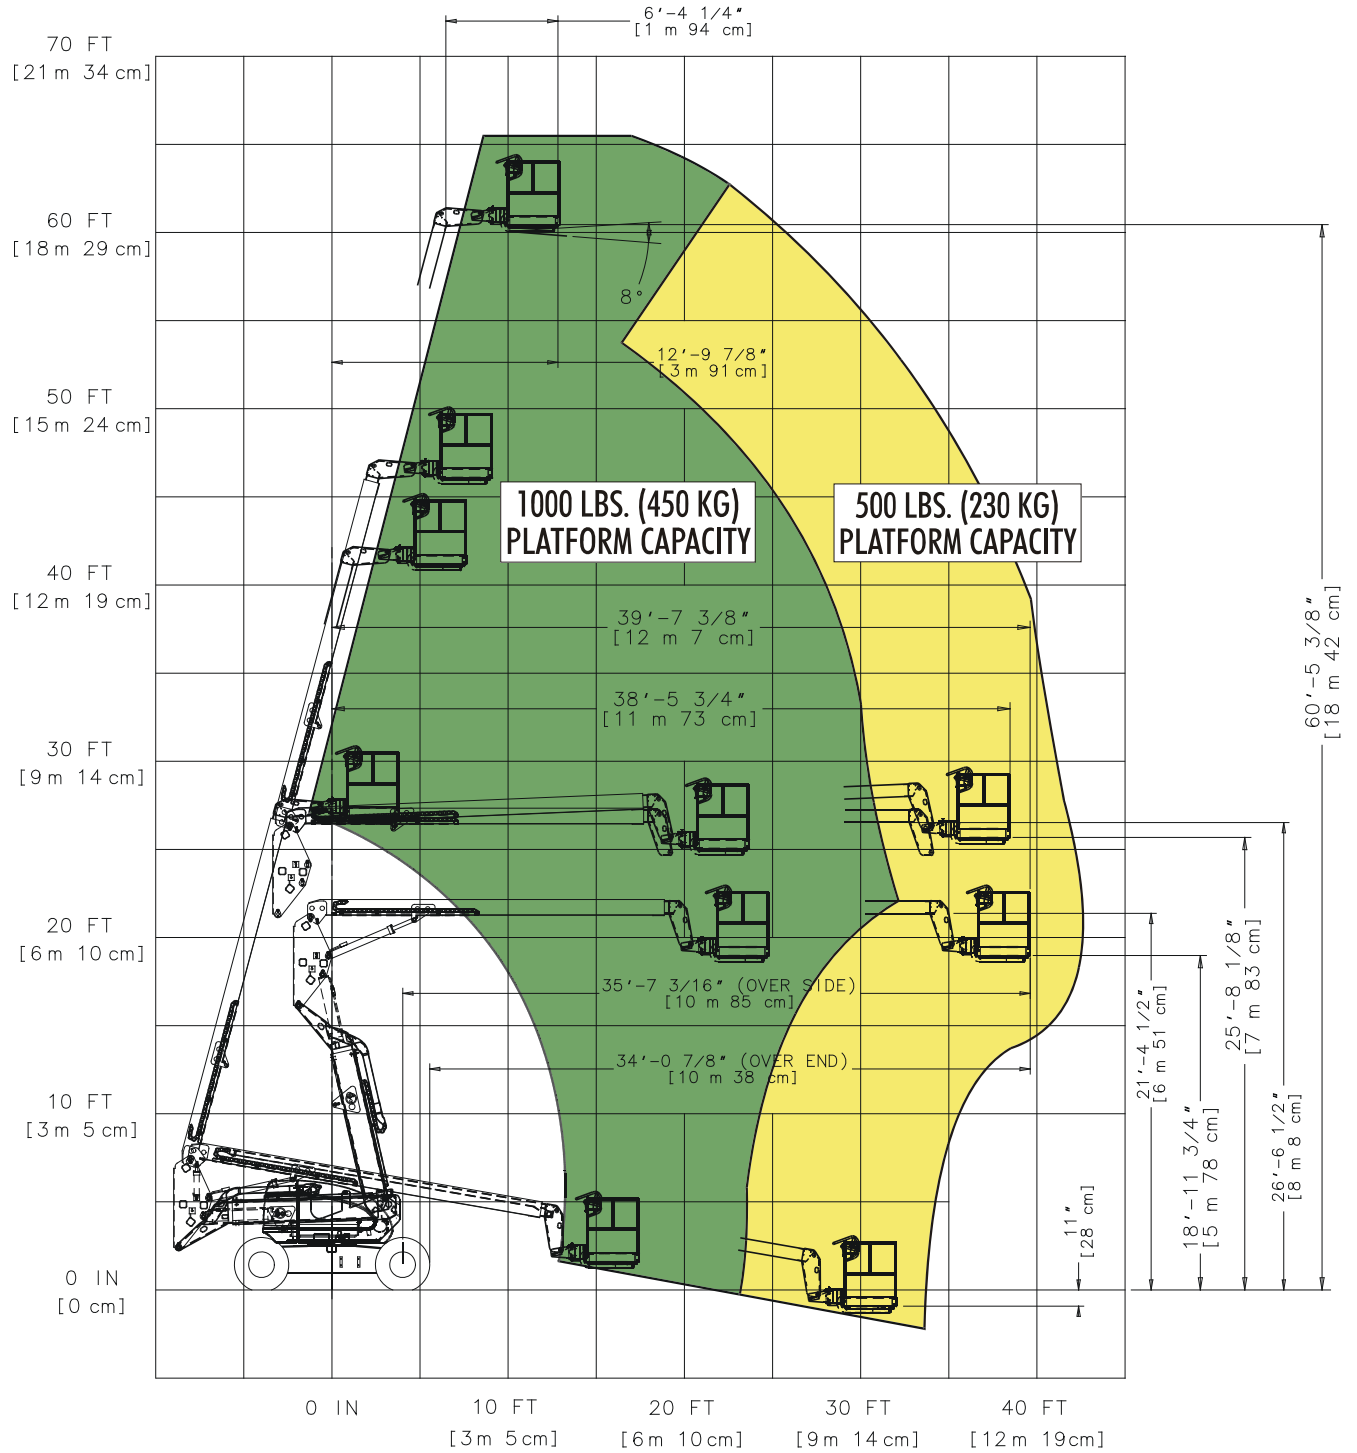 6'-4 1/4"
[1 m 94 cm]
70 FT
[21 m 34 cm]
60 FT
[18 m 29 cm]
8°
12'-9 7/8"
[3 m 91 cm]
50 FT
[15 m 24 cm]
1000 LBS. (450 KG)
PLATFORM CAPACITY
500 LBS. (230 KG)
PLATFORM CAPACITY
40 FT
[12 m 19 cm]
39'-7 3/8"
[12 m 7 cm]
38'-5 3/4"
[11 m 73 cm]
60'-5 3/8"
[18 m 42 cm]
30 FT
[9 m 14 cm]
20 FT
[6 m 10 cm]
35'-7 3/16" (OVER SIDE)
[10 m 85 cm]
34'-0 7/8" (OVER END)
[10 m 38 cm]
21'-4 1/2"
[6 m 51 cm]
25'-8 1/8"
[7 m 83 cm]
10 FT
[3 m 5 cm]
18'-11 3/4"
[5 m 78 cm]
26'-6 1/2"
[8 m 8 cm]
11"
[28 cm]
0 IN
[0 cm]
0 IN
10 FT
[3 m 5 cm]
20 FT
[6 m 10 cm]
30 FT
[9 m 14 cm]
40 FT
[12 m 19 cm]